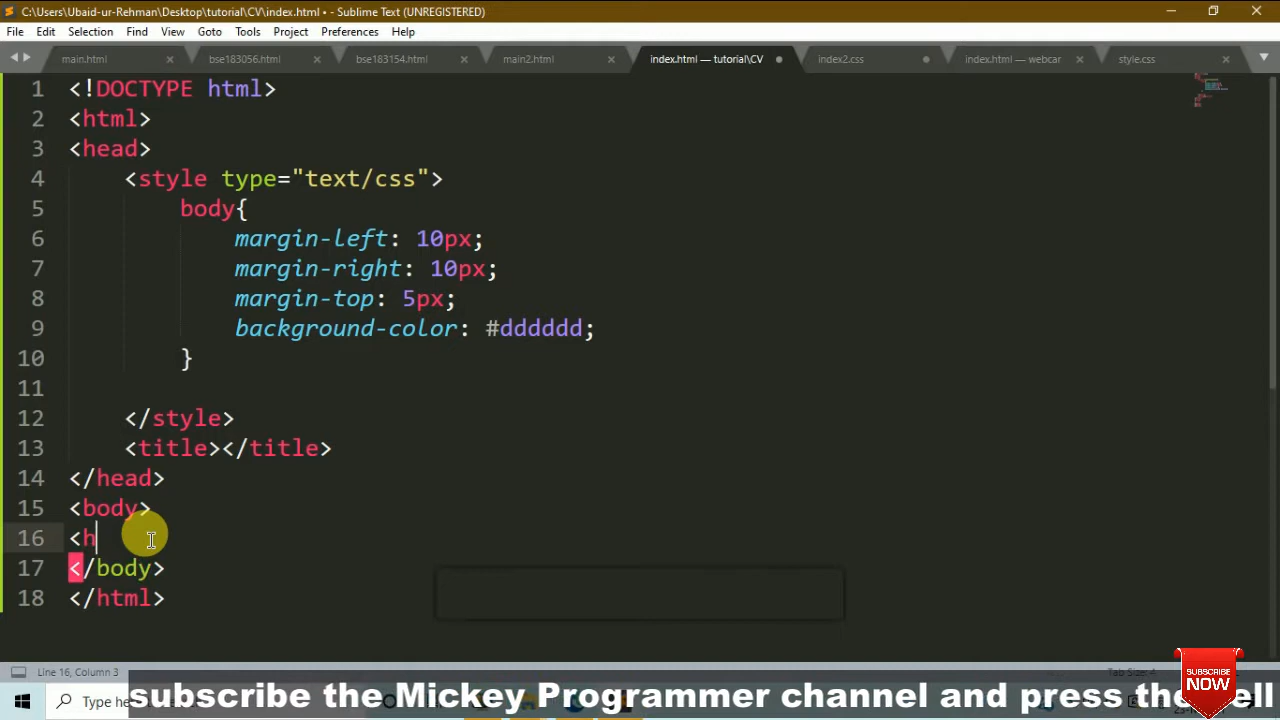 C:\Users\Ubaid-ur-Rehman\Desktop\tutorial\CV\index.html • - Sublime Text (UNREGISTERED)
File Edit Selection Find View Goto Tools Project Preferences Help
main.html bse183056.html bse183154.html main2.html index.html — tutorial\CV index2.css index.html — webcar style.css
1 <!DOCTYPE html>
2 <html>
3 <head>
4 <style type="text/css">
5 body{
6 margin-left: 10px;
7 margin-right: 10px;
8 margin-top: 5px;
9 background-color: #dddddd;
10 }
11
12 </style>
13 <title></title>
14 </head>
15 <body>
16 <h
17 </body>
18 </html>
Line 16, Column 3
Tab Size: 4
Type he
subscribe the Mickey Programmer channel and press the bell
SUBSCRIBE
NOW